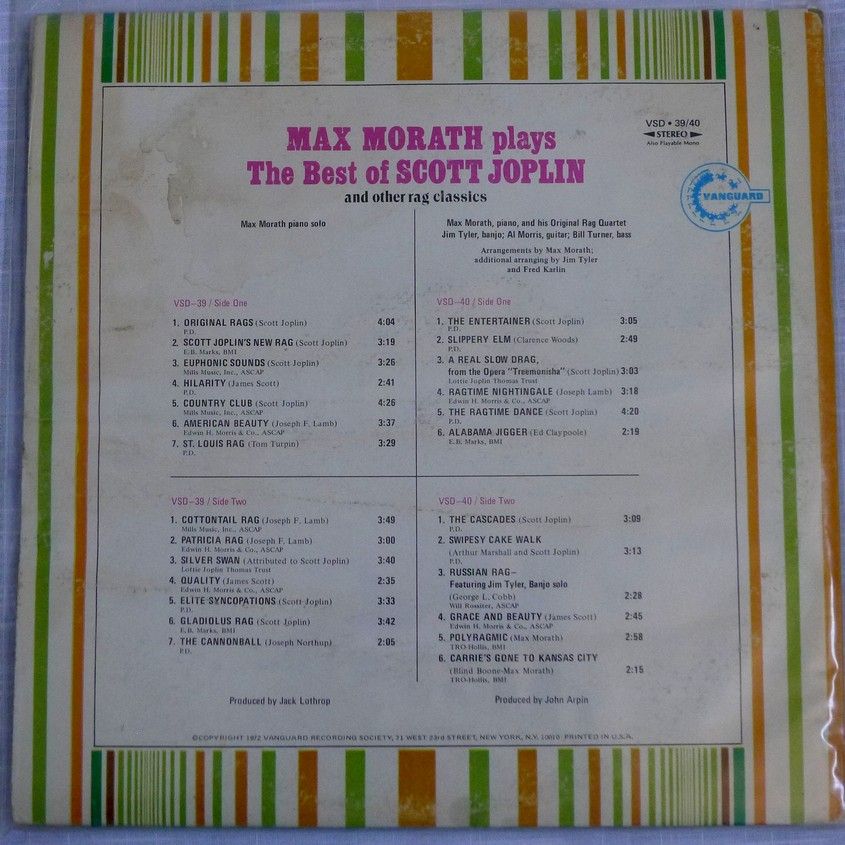 MAX MORATH plays
The Best of SCOTT JOPLIN
and other rag classics
VSD • 39/40
STEREO
Also Playable Mono
VANGUARD
Max Morath piano solo
Max Morath, piano, and his Original Rag Quartet
Jim Tyler, banjo; Al Morris, guitar; Bill Turner, bass
Arrangements by Max Morath;
additional arranging by Jim Tyler
and Fred Karlin
VSD–39 / Side One
1. ORIGINAL RAGS (Scott Joplin) 4:04
P.D.
2. SCOTT JOPLIN'S NEW RAG (Scott Joplin) 3:19
E.B. Marks, BMI
3. EUPHONIC SOUNDS (Scott Joplin) 3:26
Mills Music, Inc., ASCAP
4. HILARITY (James Scott) 2:41
P.D.
5. COUNTRY CLUB (Scott Joplin) 4:26
Mills Music, Inc., ASCAP
6. AMERICAN BEAUTY (Joseph F. Lamb) 3:37
Edwin H. Morris & Co., ASCAP
7. ST. LOUIS RAG (Tom Turpin) 3:29
P.D.
VSD–40 / Side One
1. THE ENTERTAINER (Scott Joplin) 3:05
P.D.
2. SLIPPERY ELM (Clarence Woods) 2:49
P.D.
3. A REAL SLOW DRAG,
from the Opera "Treemonisha" (Scott Joplin) 3:03
Lottie Joplin Thomas Trust
4. RAGTIME NIGHTINGALE (Joseph Lamb) 3:18
Edwin H. Morris & Co., ASCAP
5. THE RAGTIME DANCE (Scott Joplin) 4:20
P.D.
6. ALABAMA JIGGER (Ed Claypoole) 2:19
E.B. Marks, BMI
VSD–39 / Side Two
1. COTTONTAIL RAG (Joseph F. Lamb) 3:49
Mills Music, Inc., ASCAP
2. PATRICIA RAG (Joseph F. Lamb) 3:00
Edwin H. Morris & Co., ASCAP
3. SILVER SWAN (Attributed to Scott Joplin) 3:40
Lottie Joplin Thomas Trust
4. QUALITY (James Scott) 2:35
Edwin H. Morris & Co., ASCAP
5. ELITE SYNCOPATIONS (Scott Joplin) 3:33
P.D.
6. GLADIOLUS RAG (Scott Joplin) 3:42
E.B. Marks, BMI
7. THE CANNONBALL (Joseph Northup) 2:05
P.D.
VSD–40 / Side Two
1. THE CASCADES (Scott Joplin) 3:09
P.D.
2. SWIPESY CAKE WALK
(Arthur Marshall and Scott Joplin) 3:13
P.D.
3. RUSSIAN RAG–
Featuring Jim Tyler, Banjo solo
(George L. Cobb) 2:28
Will Rossiter, ASCAP
4. GRACE AND BEAUTY (James Scott) 2:45
Edwin H. Morris & Co., ASCAP
5. POLYRAGMIC (Max Morath) 2:58
TRO-Hollis, BMI
6. CARRIE'S GONE TO KANSAS CITY
(Blind Boone-Max Morath) 2:15
TRO-Hollis, BMI
Produced by Jack Lothrop
Produced by John Arpin
©COPYRIGHT 1972 VANGUARD RECORDING SOCIETY, 71 WEST 23rd STREET, NEW YORK, N.Y. 10010 PRINTED IN U.S.A.